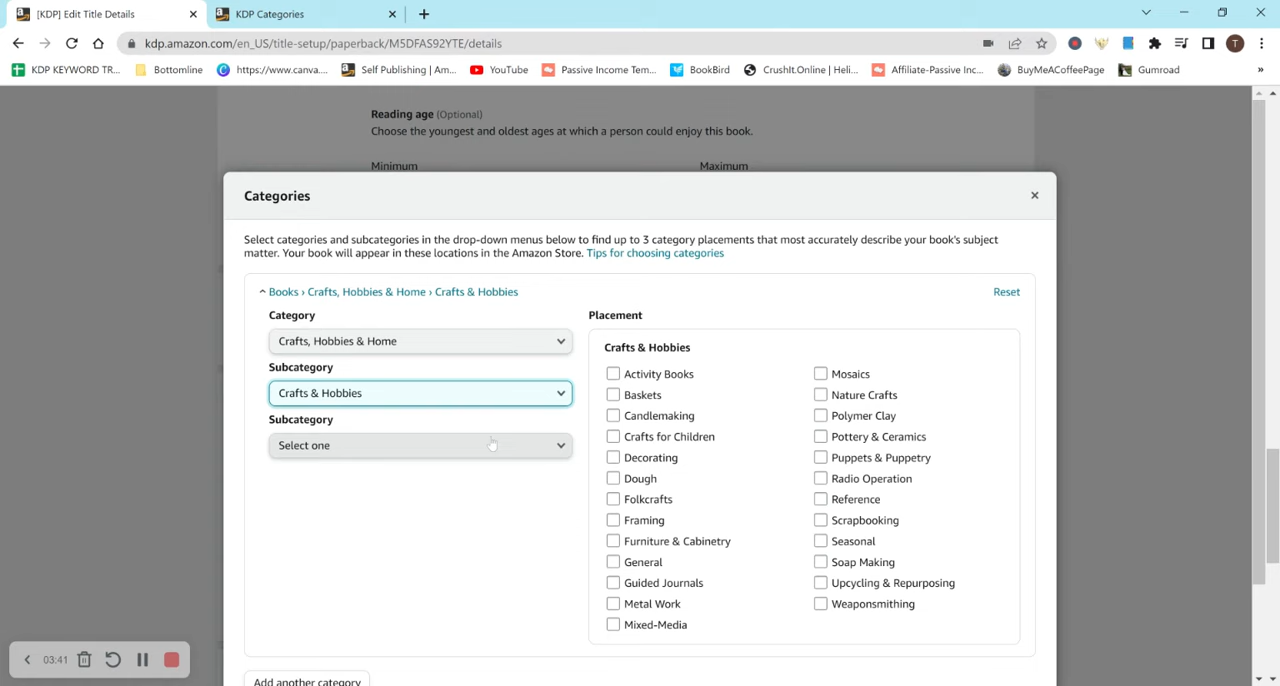 [KDP] Edit Title Details
KDP Categories
kdp.amazon.com/en_US/title-setup/paperback/M5DFAS92YTE/details
T
KDP KEYWORD TR...
Bottomline
https://www.canva....
Self Publishing | Am...
YouTube
Passive Income Tem...
BookBird
CrushIt.Online | Heli...
Affiliate-Passive Inc...
BuyMeACoffeePage
Gumroad
»
Reading age (Optional)
Choose the youngest and oldest ages at which a person could enjoy this book.
Minimum
Maximum
Categories
Select categories and subcategories in the drop-down menus below to find up to 3 category placements that most accurately describe your book's subject
matter. Your book will appear in these locations in the Amazon Store. Tips for choosing categories
Books › Crafts, Hobbies & Home › Crafts & Hobbies
Reset
Category
Crafts, Hobbies & Home
Subcategory
Crafts & Hobbies
Subcategory
Select one
Placement
Crafts & Hobbies
Activity Books
Baskets
Candlemaking
Crafts for Children
Decorating
Dough
Folkcrafts
Framing
Furniture & Cabinetry
General
Guided Journals
Metal Work
Mixed-Media
Mosaics
Nature Crafts
Polymer Clay
Pottery & Ceramics
Puppets & Puppetry
Radio Operation
Reference
Scrapbooking
Seasonal
Soap Making
Upcycling & Repurposing
Weaponsmithing
Add another category
03:41